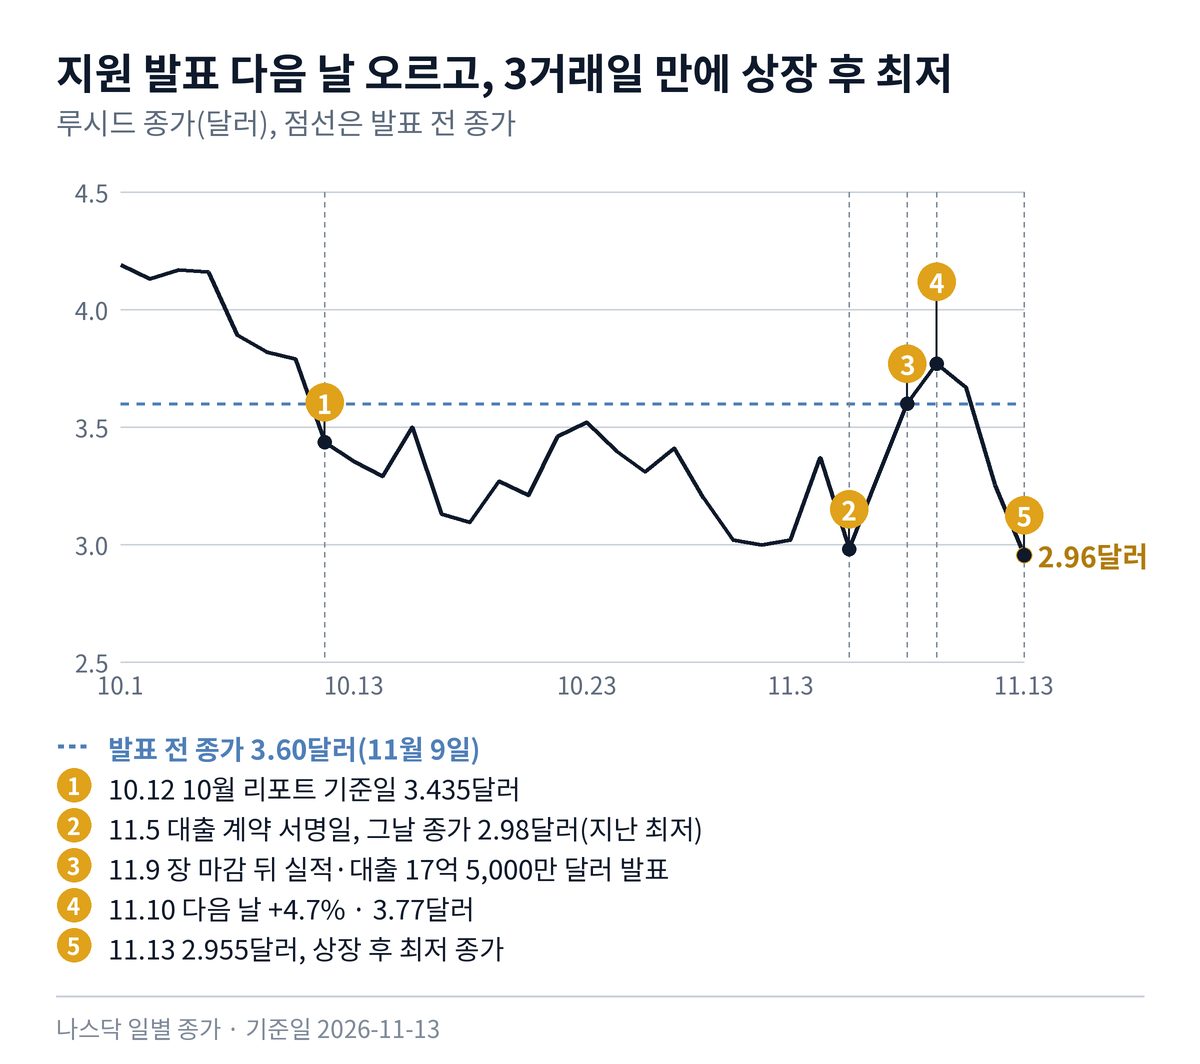 지원 발표 다음 날 오르고, 3거래일 만에 상장 후 최저
루시드 종가(달러), 점선은 발표 전 종가
4.5
4.0
3.5
3.0
2.5
1
2
3
4
5
2.96달러
10.1
10.13
10.23
11.3
11.13
발표 전 종가 3.60달러(11월 9일)
1 10.12 10월 리포트 기준일 3.435달러
2 11.5 대출 계약 서명일, 그날 종가 2.98달러(지난 최저)
3 11.9 장 마감 뒤 실적·대출 17억 5,000만 달러 발표
4 11.10 다음 날 +4.7% · 3.77달러
5 11.13 2.955달러, 상장 후 최저 종가
나스닥 일별 종가 · 기준일 2026-11-13